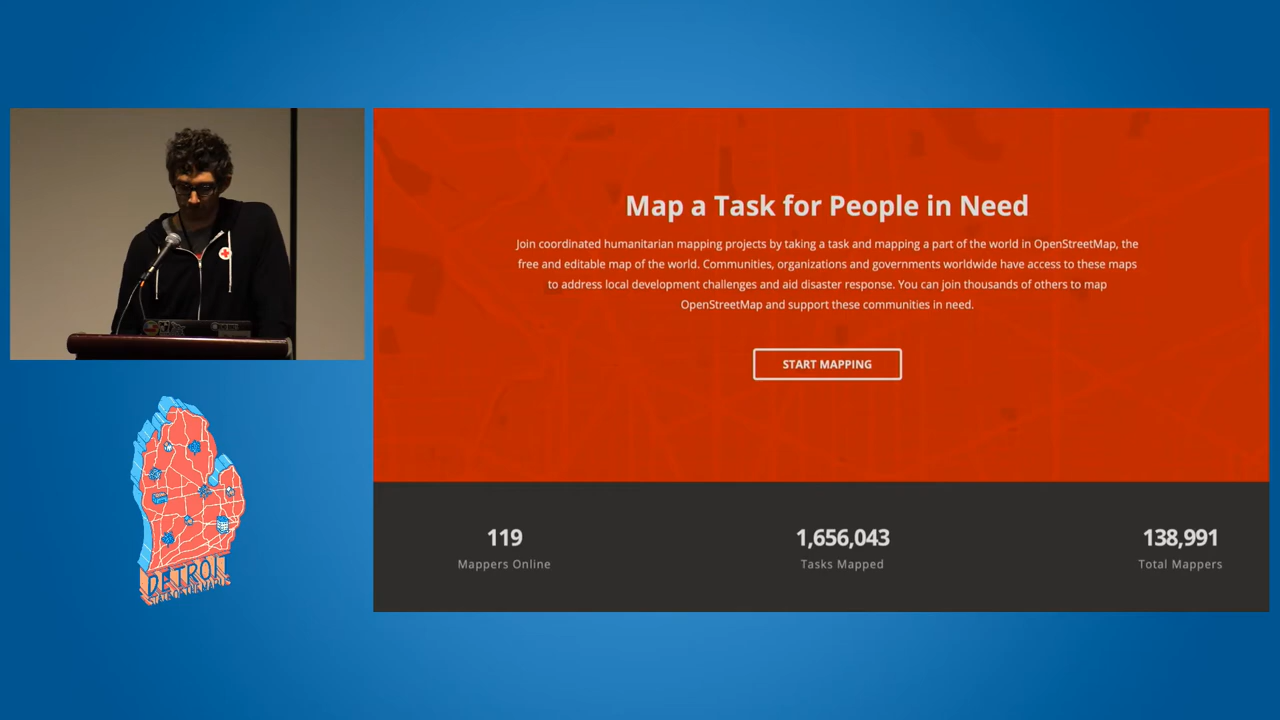 Map a Task for People in Need
Join coordinated humanitarian mapping projects by taking a task and mapping a part of the world in OpenStreetMap, the
free and editable map of the world. Communities, organizations and governments worldwide have access to these maps
to address local development challenges and aid disaster response. You can join thousands of others to map
OpenStreetMap and support these communities in need.
START MAPPING
119
Mappers Online
1,656,043
Tasks Mapped
138,991
Total Mappers
DETROIT
STATE OF THE MAP